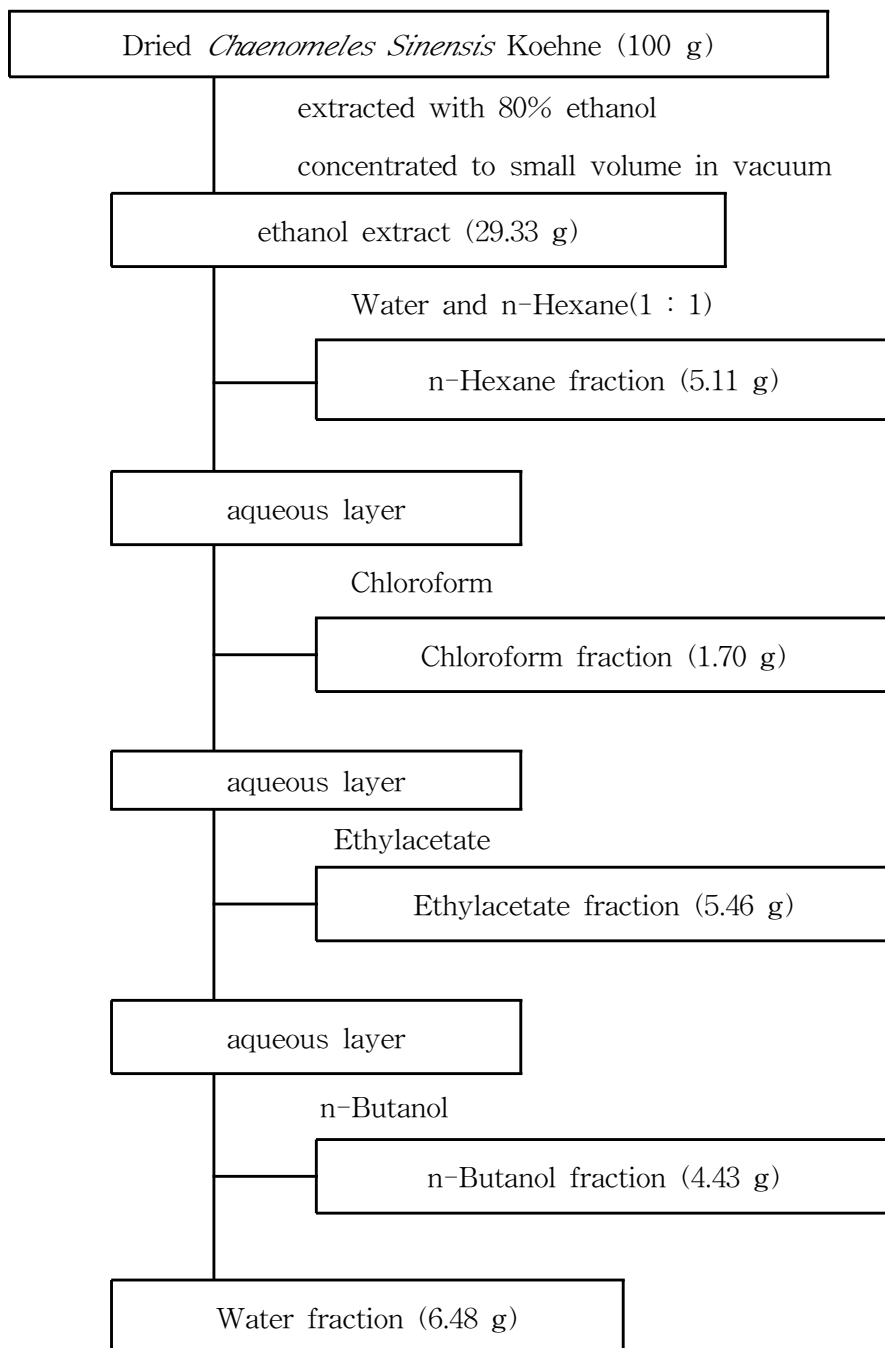 Dried Chaenomeles Sinensis Koehne (100 g)
extracted with 80% ethanol
concentrated to small volume in vacuum
ethanol extract (29.33 g)
Water and n-Hexane(1 : 1)
n-Hexane fraction (5.11 g)
aqueous layer
Chloroform
Chloroform fraction (1.70 g)
aqueous layer
Ethylacetate
Ethylacetate fraction (5.46 g)
aqueous layer
n-Butanol
n-Butanol fraction (4.43 g)
Water fraction (6.48 g)